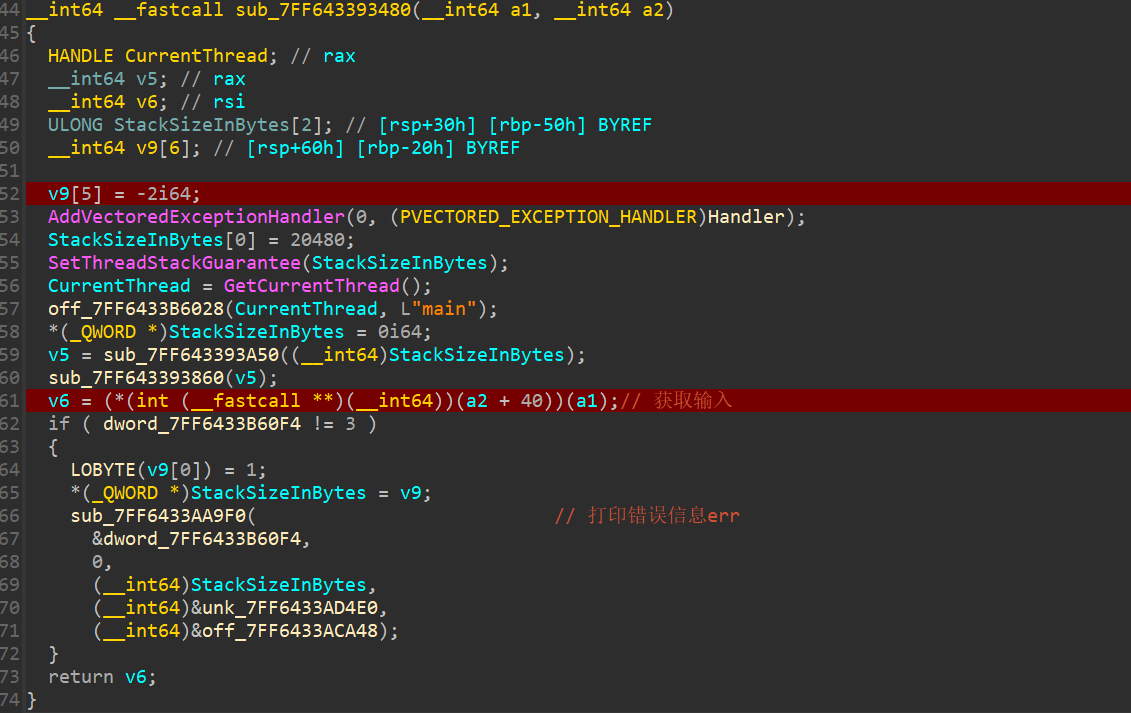 44 __int64 __fastcall sub_7FF643393480(__int64 a1, __int64 a2)
45 {
46 HANDLE CurrentThread; // rax
47 __int64 v5; // rax
48 __int64 v6; // rsi
49 ULONG StackSizeInBytes[2]; // [rsp+30h] [rbp-50h] BYREF
50 __int64 v9[6]; // [rsp+60h] [rbp-20h] BYREF
51
52 v9[5] = -2i64;
53 AddVectoredExceptionHandler(0, (PVECTORED_EXCEPTION_HANDLER)Handler);
54 StackSizeInBytes[0] = 20480;
55 SetThreadStackGuarantee(StackSizeInBytes);
56 CurrentThread = GetCurrentThread();
57 off_7FF6433B6028(CurrentThread, L"main");
58 *(_QWORD *)StackSizeInBytes = 0i64;
59 v5 = sub_7FF643393A50((__int64)StackSizeInBytes);
60 sub_7FF643393860(v5);
61 v6 = (*(int (__fastcall **)(__int64))(a2 + 40))(a1);// 获取输入
62 if ( dword_7FF6433B60F4 != 3 )
63 {
64 LOBYTE(v9[0]) = 1;
65 *(_QWORD *)StackSizeInBytes = v9;
66 sub_7FF6433AA9F0( // 打印错误信息err
67 &dword_7FF6433B60F4,
68 0,
69 (__int64)StackSizeInBytes,
70 (__int64)&unk_7FF6433AD4E0,
71 (__int64)&off_7FF6433ACA48);
72 }
73 return v6;
74 }